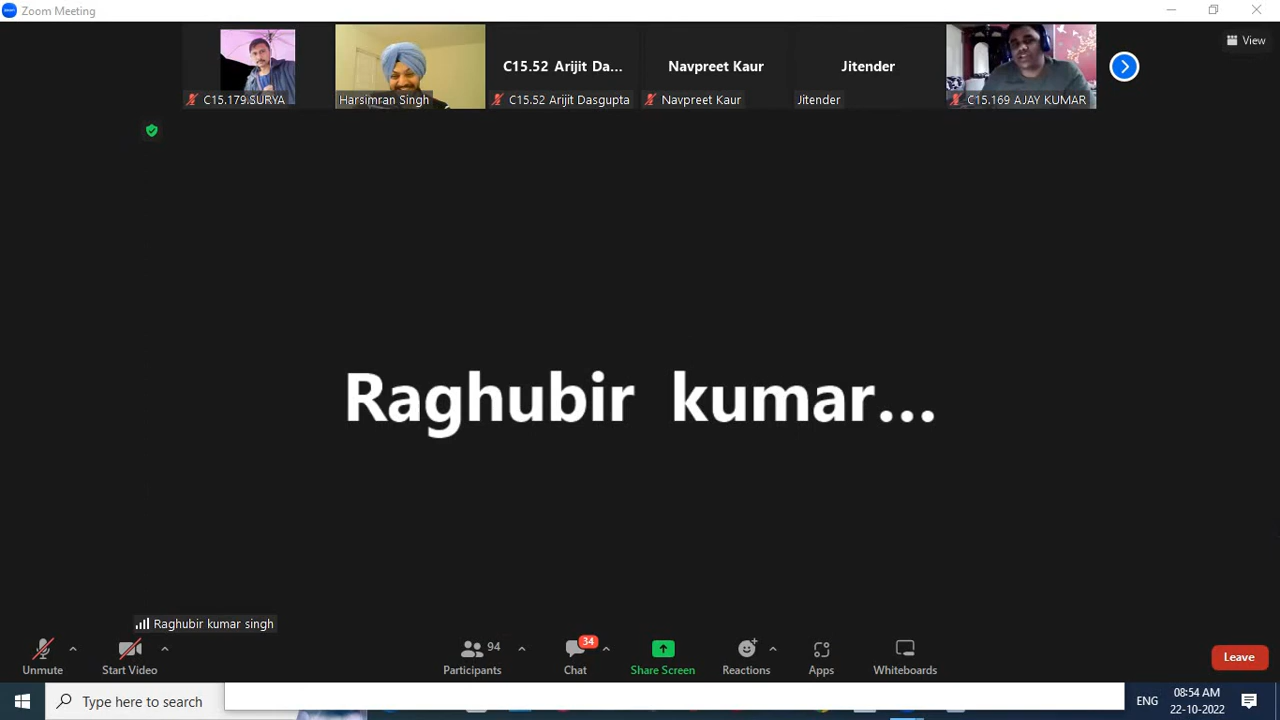 Zoom Meeting
View
C15.52 Arijit Da...
Navpreet Kaur
Jitender
C15.179.SURYA
Harsimran Singh
C15.52 Arijit Dasgupta
Navpreet Kaur
Jitender
C15.169 AJAY KUMAR
Raghubir kumar...
Raghubir kumar singh
94
34
Unmute
Start Video
Participants
Chat
Share Screen
Reactions
Apps
Whiteboards
Leave
Type here to search
ENG
08:54 AM
22-10-2022